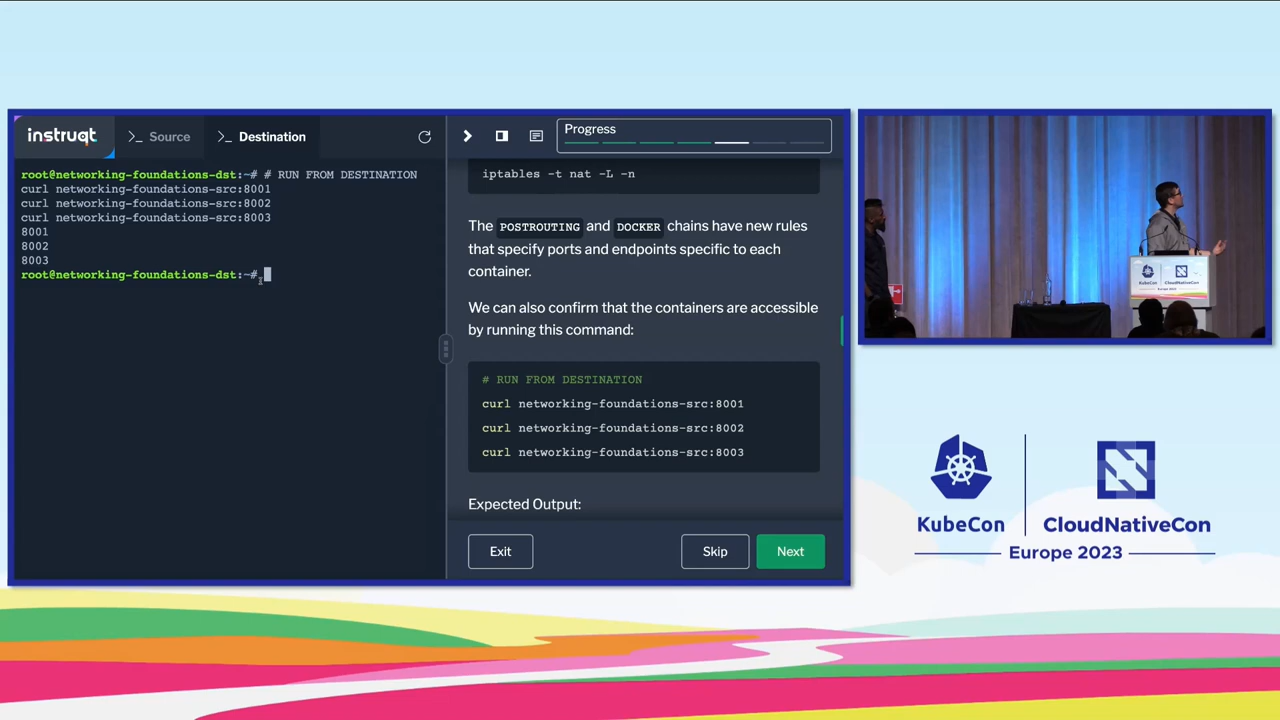 instruqt
>_ Source
>_ Destination
Progress
root@networking-foundations-dst:~# # RUN FROM DESTINATION
curl networking-foundations-src:8001
curl networking-foundations-src:8002
curl networking-foundations-src:8003
8001
8002
8003
root@networking-foundations-dst:~#
iptables -t nat -L -n
The POSTROUTING and DOCKER chains have new rules
that specify ports and endpoints specific to each
container.
We can also confirm that the containers are accessible
by running this command:
# RUN FROM DESTINATION
curl networking-foundations-src:8001
curl networking-foundations-src:8002
curl networking-foundations-src:8003
Expected Output:
Exit
Skip
Next
KubeCon
CloudNativeCon
Europe 2023
KubeCon
CloudNativeCon
Europe 2023